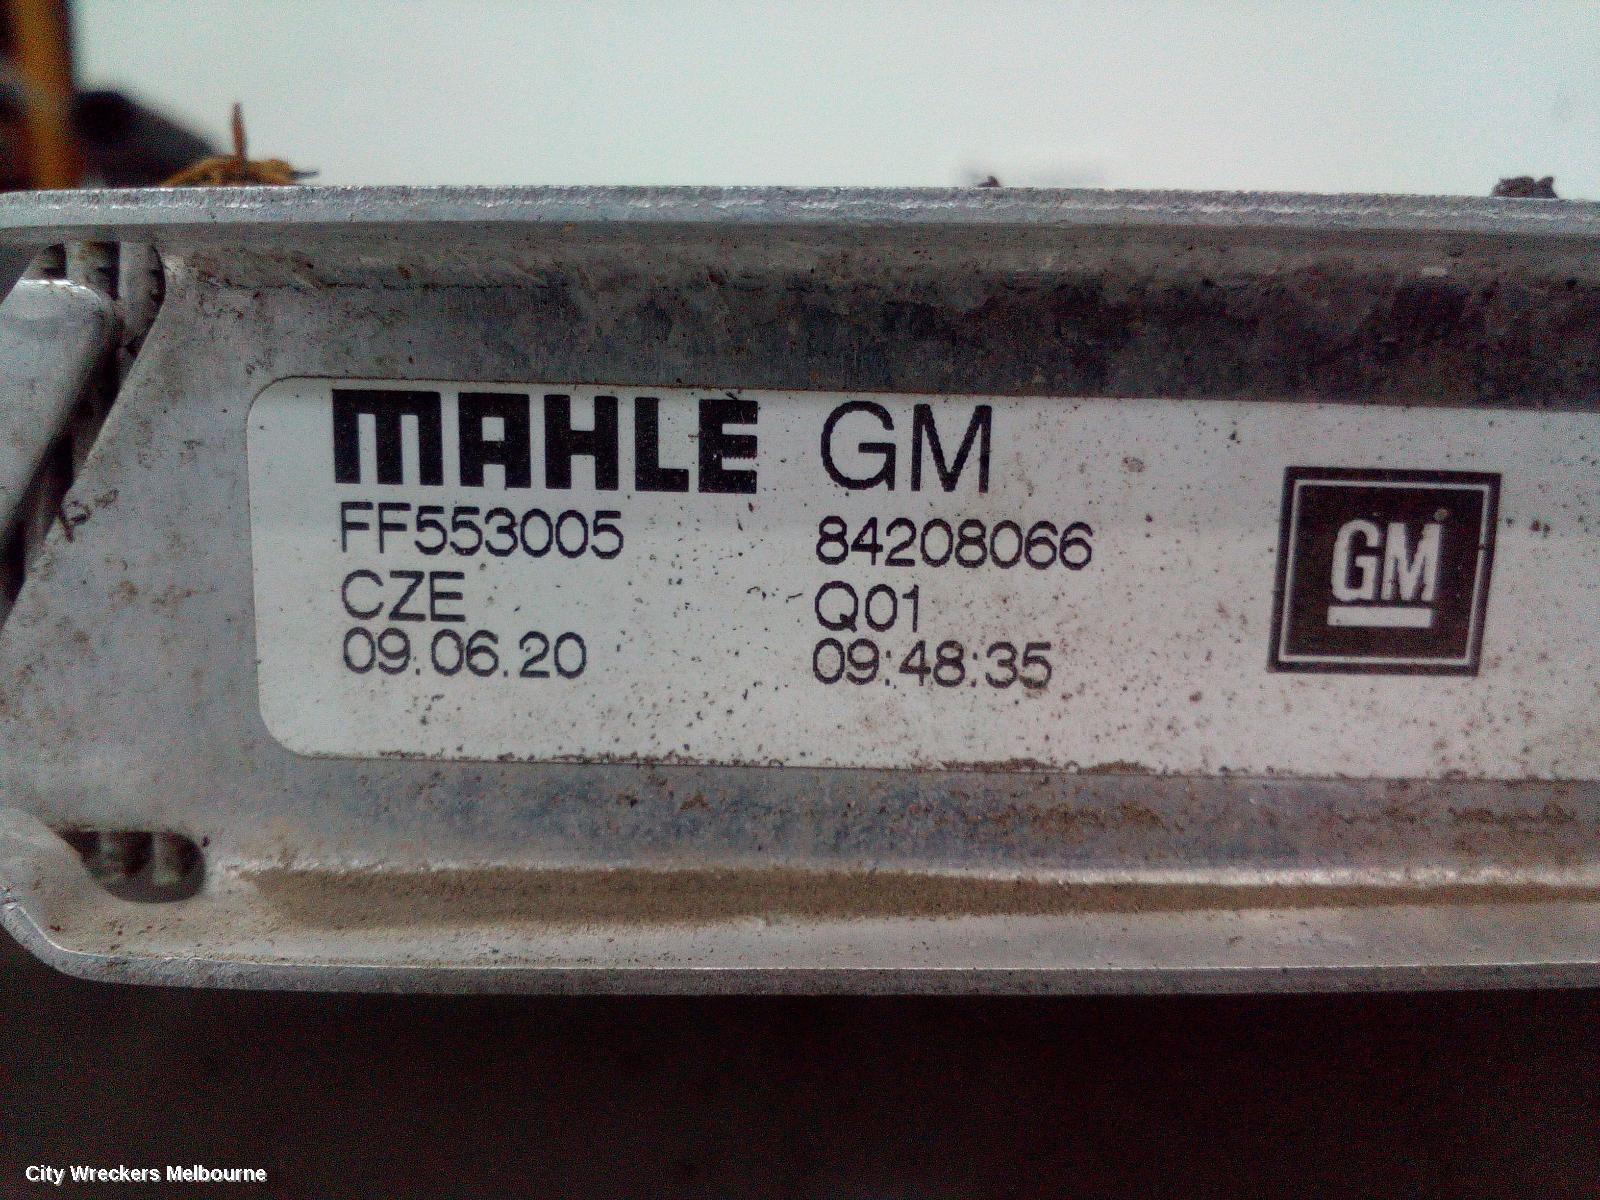 MAHLE GM
FF553005 84208066
CZE Q01
09.06.20 09:48:35
GM
City Wreckers Melbourne